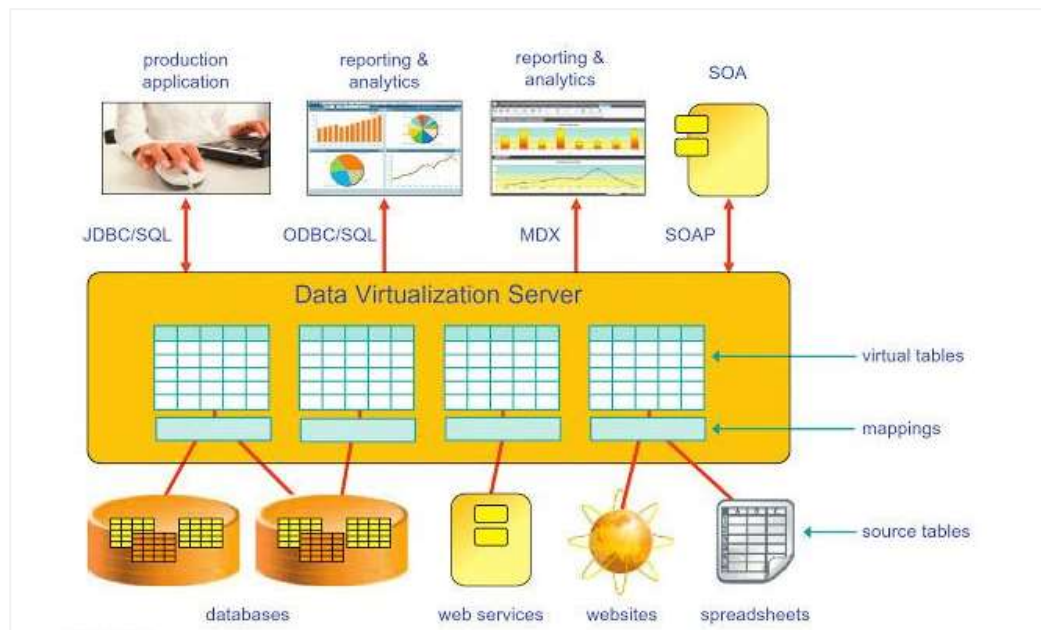 production
application
reporting &
analytics
reporting &
analytics
SOA
JDBC/SQL
ODBC/SQL
MDX
SOAP
Data Virtualization Server
virtual tables
mappings
source tables
databases
web services
websites
spreadsheets